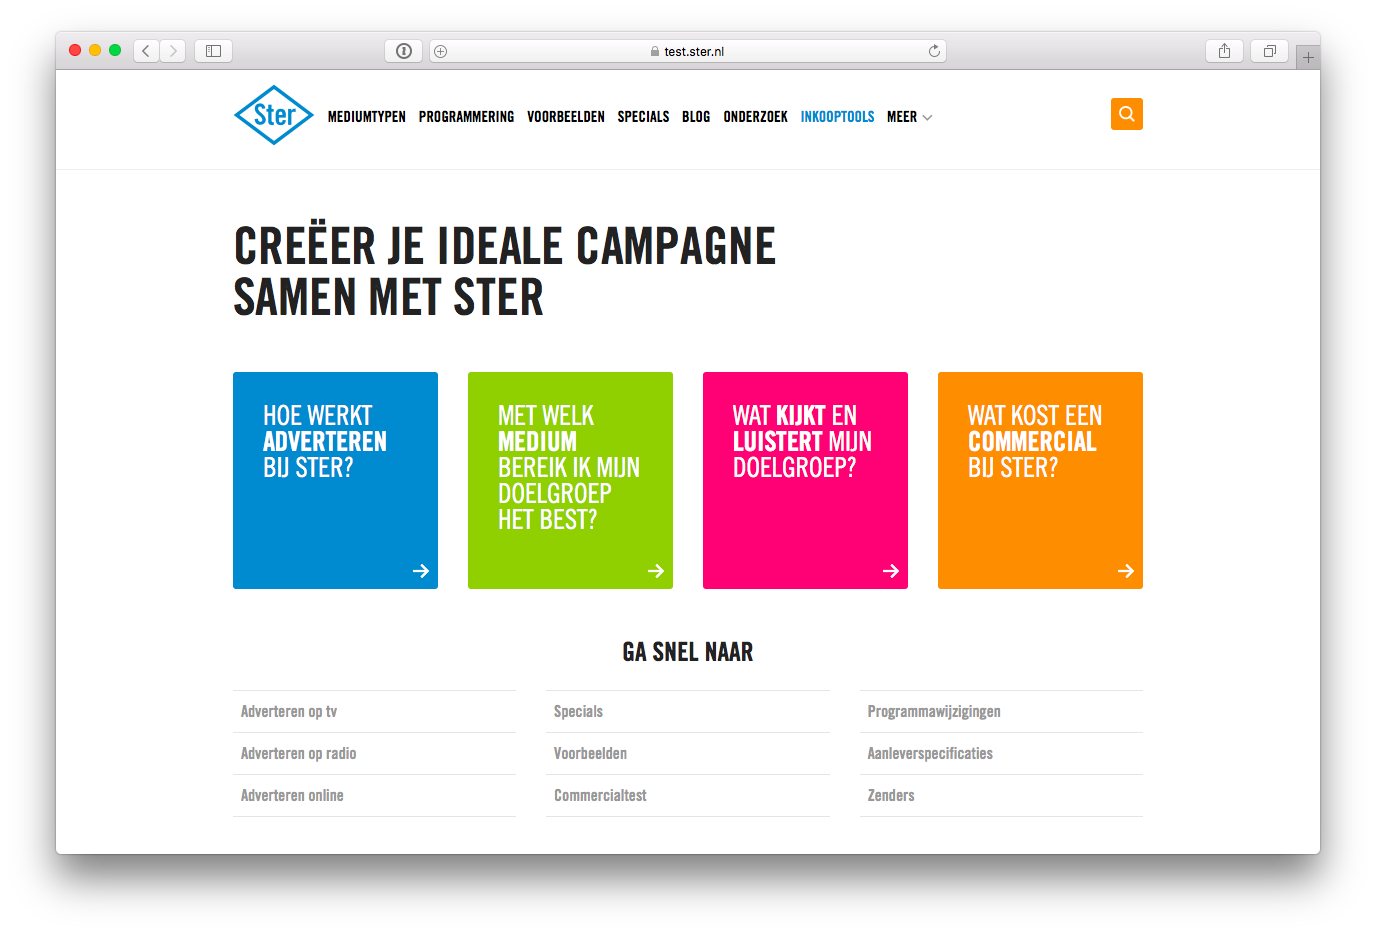 test.ster.nl
Ster
MEDIUMTYPEN PROGRAMMERING VOORBEELDEN SPECIALS BLOG ONDERZOEK INKOOPTOOLS MEER
CREËER JE IDEALE CAMPAGNE
SAMEN MET STER
HOE WERKT
ADVERTEREN
BIJ STER?
MET WELK
MEDIUM
BEREIK IK MIJN
DOELGROEP
HET BEST?
WAT KIJKT EN
LUISTERT MIJN
DOELGROEP?
WAT KOST EEN
COMMERCIAL
BIJ STER?
GA SNEL NAAR
Adverteren op tv
Adverteren op radio
Adverteren online
Specials
Voorbeelden
Commercialtest
Programmawijzigingen
Aanleverspecificaties
Zenders